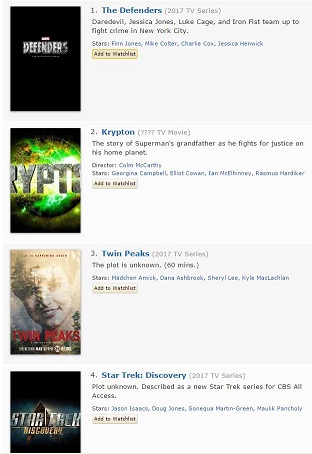 MARVEL
DEFENDERS
1. The Defenders (2017 TV Series)
Daredevil, Jessica Jones, Luke Cage, and Iron Fist team up to
fight crime in New York City.
Stars: Finn Jones, Mike Colter, Charlie Cox, Jessica Henwick
Add to Watchlist
KRYPTO
2. Krypton (???? TV Movie)
The story of Superman's grandfather as he fights for justice on
his home planet.
Director: Colm McCarthy
Stars: Georgina Campbell, Elliot Cowan, Ian McElhinney, Rasmus Hardiker
Add to Watchlist
IT IS HAPPENING AGAIN
TWIN PEAKS
3. Twin Peaks (2017 TV Series)
The plot is unknown. (60 mins.)
Stars: Mädchen Amick, Dana Ashbrook, Sheryl Lee, Kyle MacLachlan
Add to Watchlist
STAR TREK
DISCOVERY
4. Star Trek: Discovery (2017 TV Series)
Plot unknown. Described as a new Star Trek series for CBS All
Access.
Stars: Jason Isaacs, Doug Jones, Sonequa Martin-Green, Maulik Pancholy
Add to Watchlist